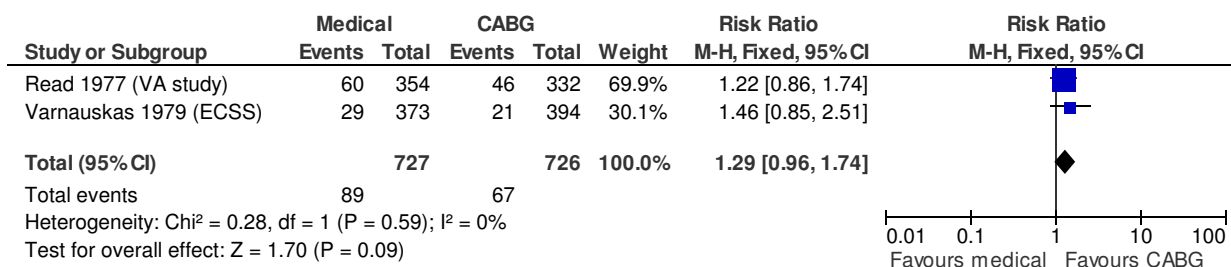 Medical CABG Risk Ratio Risk Ratio
Study or Subgroup Events Total Events Total Weight M-H, Fixed, 95% CI M-H, Fixed, 95% CI
Read 1977 (VA study) 60 354 46 332 69.9% 1.22 [0.86, 1.74]
Varnauskas 1979 (ECSS) 29 373 21 394 30.1% 1.46 [0.85, 2.51]
Total (95% CI) 727 726 100.0% 1.29 [0.96, 1.74]
Total events 89 67
Heterogeneity: Chi² = 0.28, df = 1 (P = 0.59); I² = 0%
Test for overall effect: Z = 1.70 (P = 0.09)
0.01 0.1 1 10 100
Favours medical Favours CABG